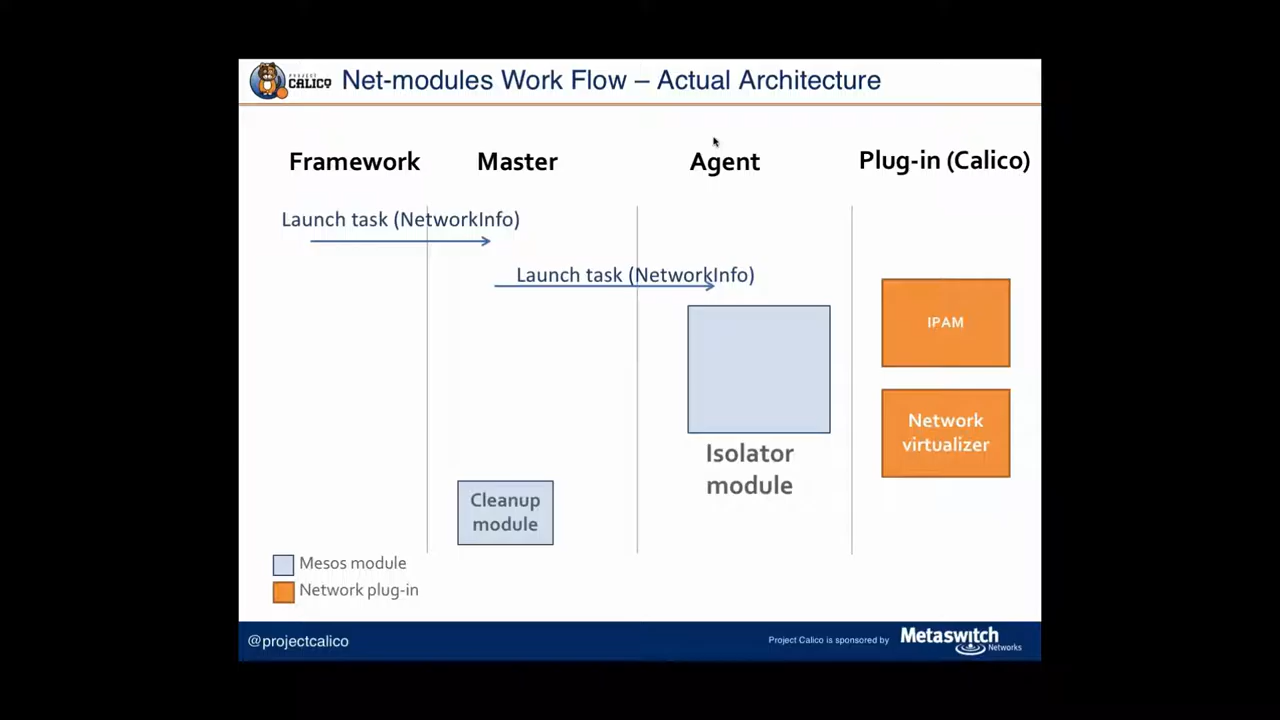 PROJECT
CALICO
Net-modules Work Flow – Actual Architecture
Framework
Master
Agent
Plug-in (Calico)
Launch task (NetworkInfo)
Launch task (NetworkInfo)
IPAM
Network
virtualizer
Isolator
module
Cleanup
module
Mesos module
Network plug-in
@projectcalico
Project Calico is sponsored by
Metaswitch
Networks